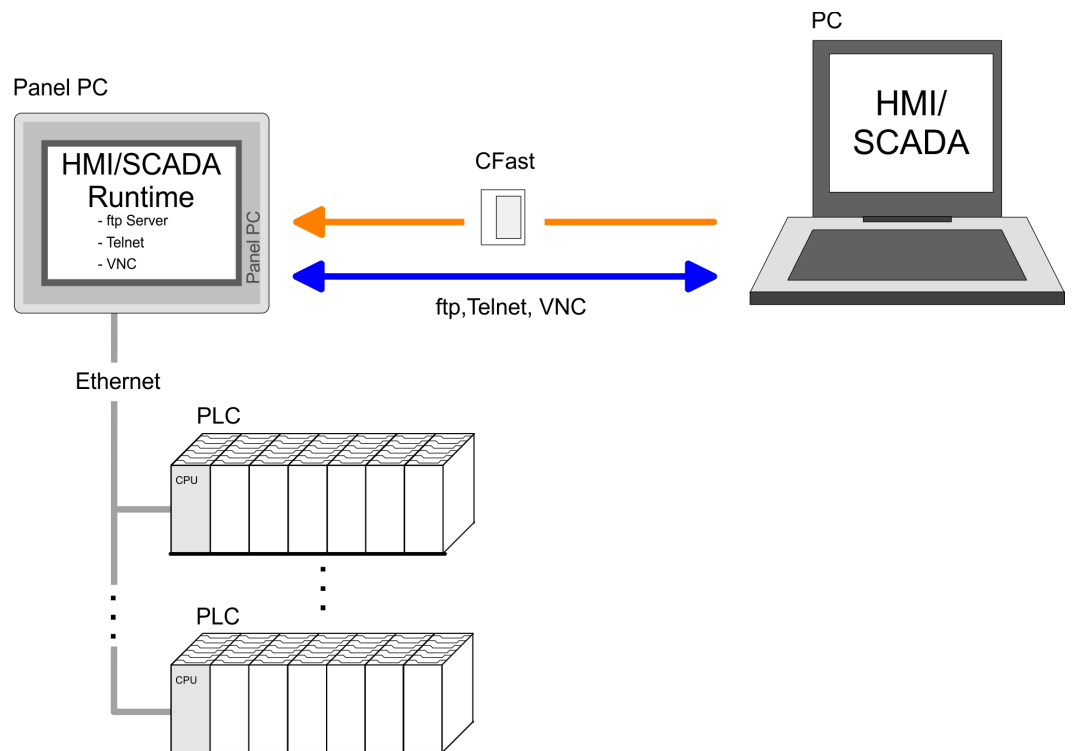 PC
Panel PC
HMI/SCADA
Runtime
- ftp Server
- Telnet
- VNC
Panel PC
CFast
HMI/
SCADA
ftp,Telnet, VNC
Ethernet
PLC
CPU
PLC
CPU